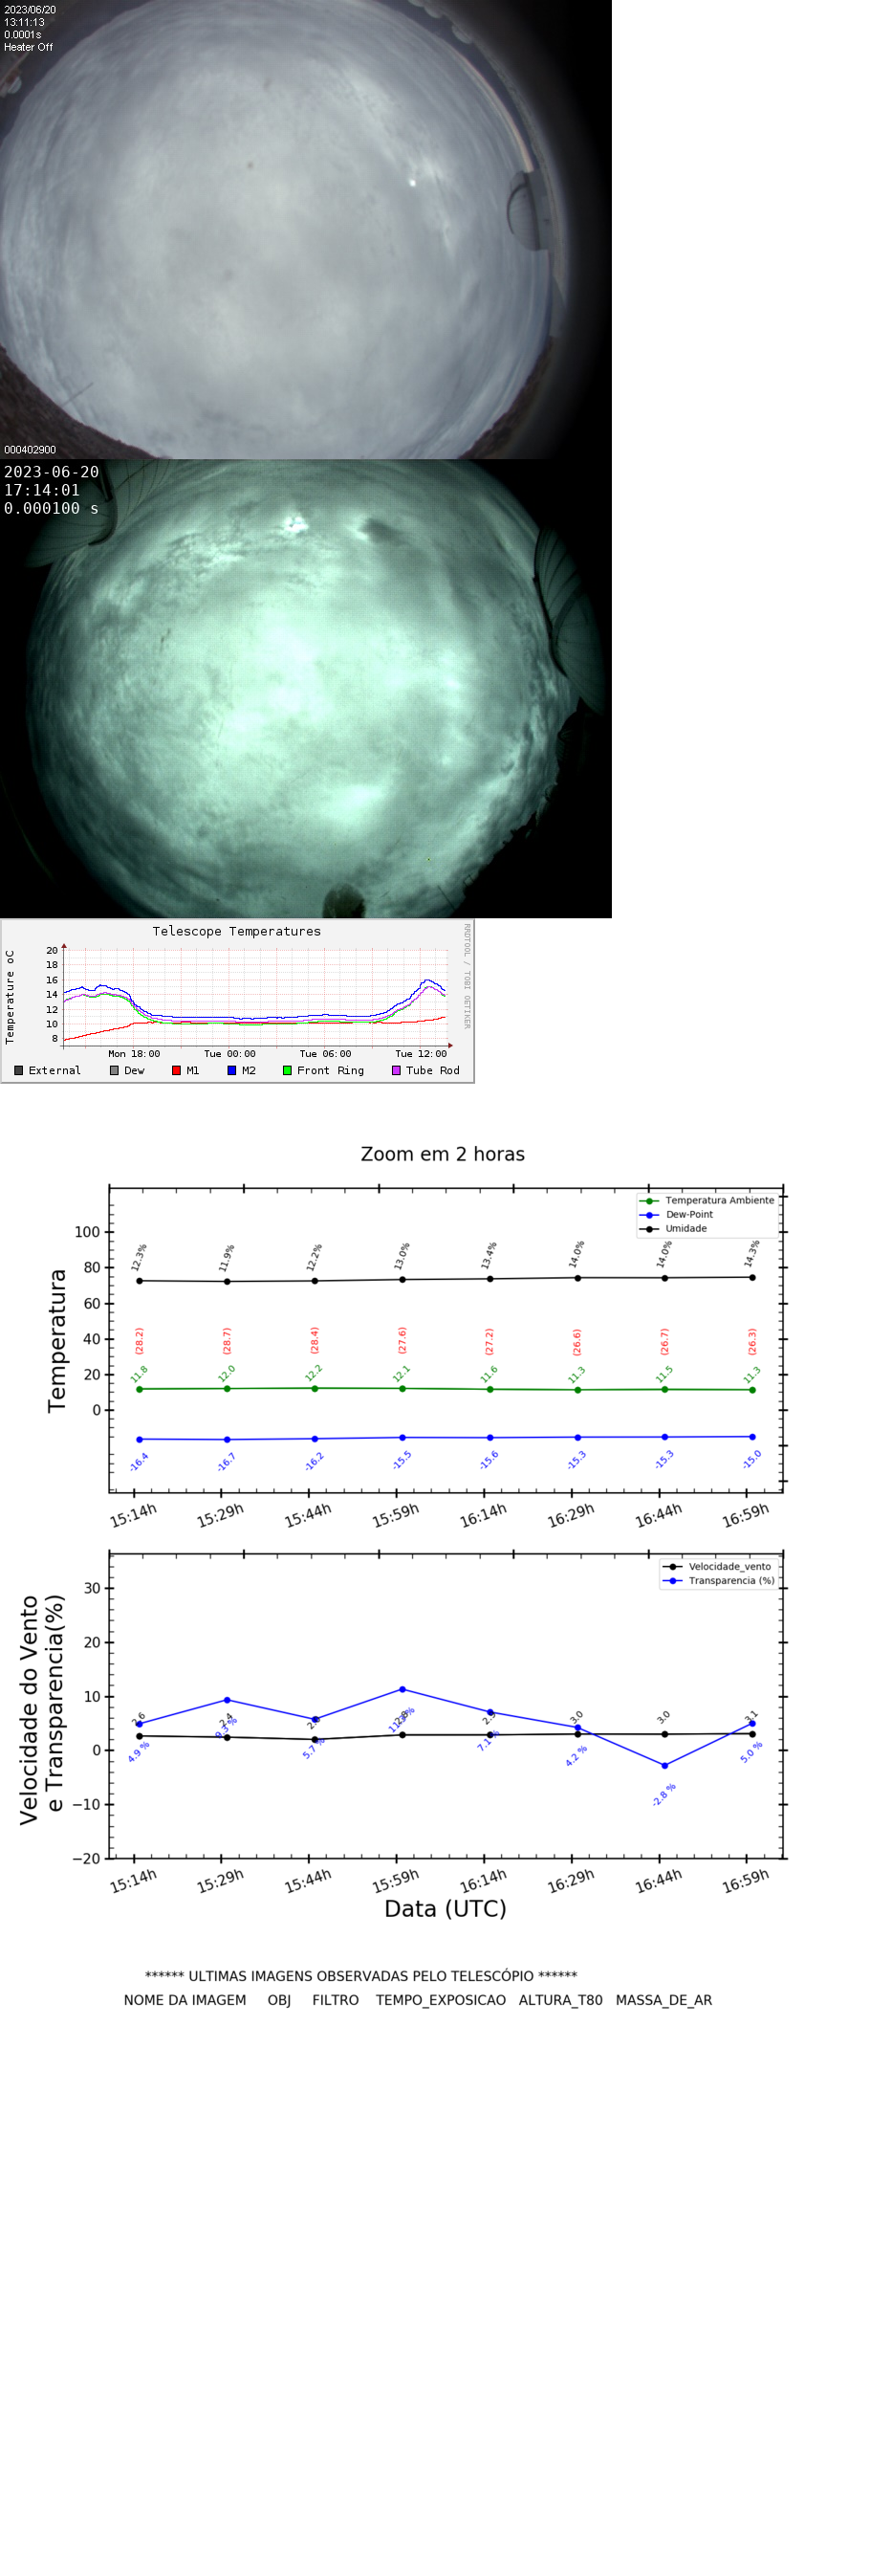 2023/06/20
13:11:13
0.0001s
Heater Off
000402900
2023-06-20
17:14:01
0.000100 s
Telescope Temperatures
RRDTOOL / TOBI OETIKER
Temperature oC
20
18
16
14
12
10
8
Mon 18:00 Tue 00:00 Tue 06:00 Tue 12:00
External Dew M1 M2 Front Ring Tube Rod
Zoom em 2 horas
Temperatura
Temperatura Ambiente
Dew-Point
Umidade
100
80
60
40
20
0
12.3% 11.9% 12.2% 13.0% 13.4% 14.0% 14.0% 14.3%
(28.2) (28.7) (28.4) (27.6) (27.2) (26.6) (26.7) (26.3)
11.8 12.0 12.2 12.1 11.6 11.3 11.5 11.3
-16.4 -16.7 -16.2 -15.5 -15.6 -15.3 -15.3 -15.0
15:14h 15:29h 15:44h 15:59h 16:14h 16:29h 16:44h 16:59h
Velocidade do Vento
e Transparencia(%)
Velocidade_vento
Transparencia (%)
30
20
10
0
−10
−20
2.6 2.4 3.0 3.0 3.1
4.9 % 9.3 % 5.7 % 7.1 % 4.2 % -2.8 % 5.0 %
15:14h 15:29h 15:44h 15:59h 16:14h 16:29h 16:44h 16:59h
Data (UTC)
****** ULTIMAS IMAGENS OBSERVADAS PELO TELESCÓPIO ******
NOME DA IMAGEM OBJ FILTRO TEMPO_EXPOSICAO ALTURA_T80 MASSA_DE_AR